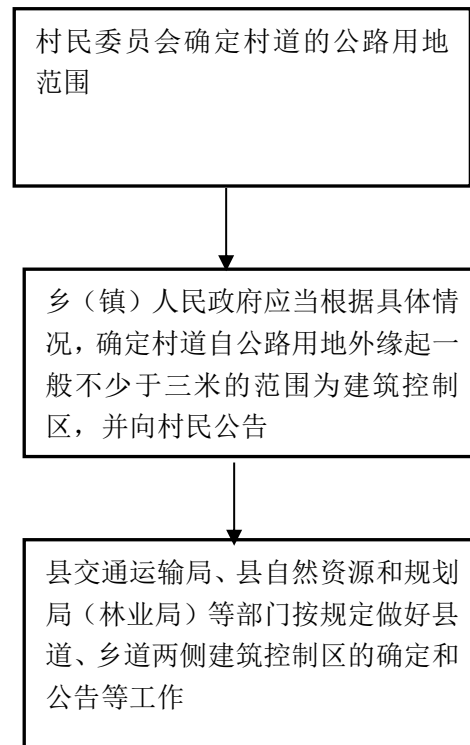 村民委员会确定村道的公路用地
范围
乡（镇）人民政府应当根据具体情
况，确定村道自公路用地外缘起一
般不少于三米的范围为建筑控制
区，并向村民公告
县交通运输局、县自然资源和规划
局（林业局）等部门按规定做好县
道、乡道两侧建筑控制区的确定和
公告等工作